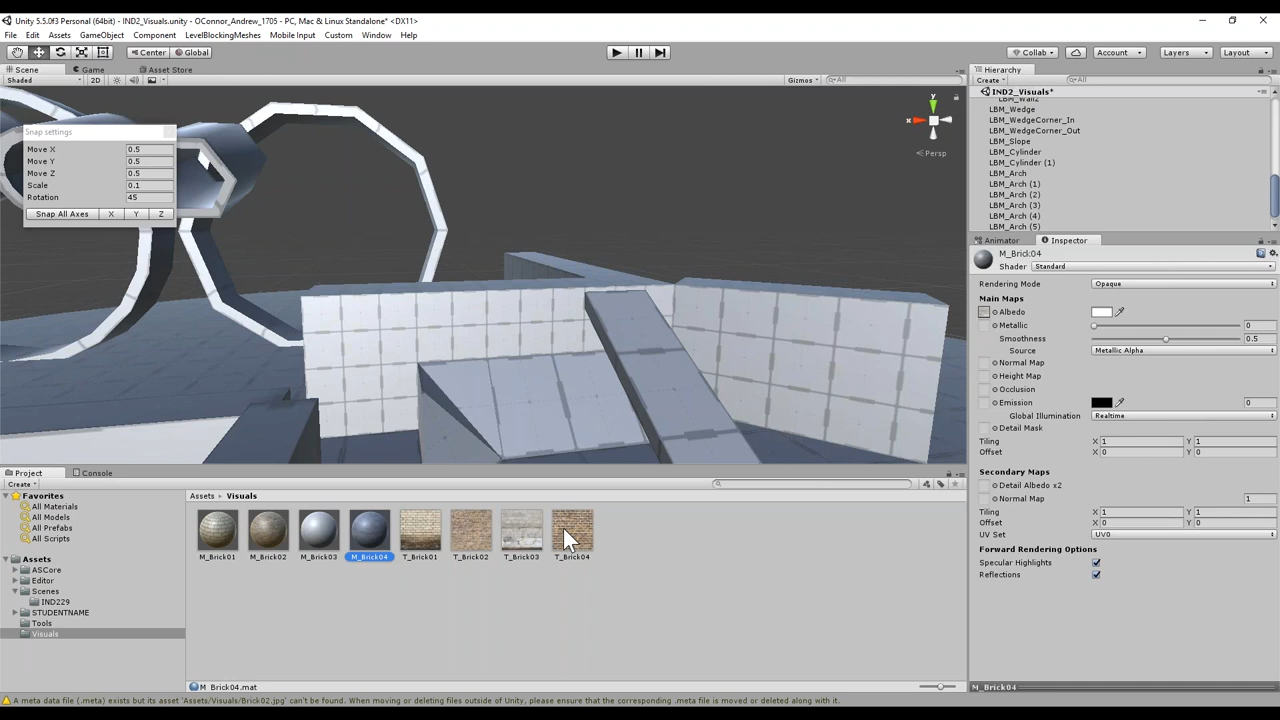 Unity 5.5.0f3 Personal (64bit) - IND2_Visuals.unity - OConnor_Andrew_1705 - PC, Mac & Linux Standalone* <DX11>
File Edit Assets GameObject Component LevelBlockingMeshes Mobile Input Custom Window Help
Center Global Collab Account Layers Layout
Scene Game Asset Store
Shaded 2D Gizmos All
Snap settings
Move X 0.5
Move Y 0.5
Move Z 0.5
Scale 0.1
Rotation 45
Snap All Axes X Y Z
y
x
Persp
Hierarchy
Create All
IND2_Visuals*
LBM_Wall2
LBM_Wedge
LBM_WedgeCorner_In
LBM_WedgeCorner_Out
LBM_Slope
LBM_Cylinder
LBM_Cylinder (1)
LBM_Arch
LBM_Arch (1)
LBM_Arch (2)
LBM_Arch (3)
LBM_Arch (4)
LBM_Arch (5)
Animator Inspector
M_Brick04
Shader Standard
Rendering Mode Opaque
Main Maps
Albedo
Metallic 0
Smoothness 0.5
Source Metallic Alpha
Normal Map
Height Map
Occlusion
Emission 0
Global Illumination Realtime
Detail Mask
Tiling X 1 Y 1
Offset X 0 Y 0
Secondary Maps
Detail Albedo x2
Normal Map 1
Tiling X 1 Y 1
Offset X 0 Y 0
UV Set UV0
Forward Rendering Options
Specular Highlights
Reflections
M_Brick04
Project Console
Create
Favorites
All Materials
All Models
All Prefabs
All Scripts
Assets
ASCore
Editor
Scenes
IND229
STUDENTNAME
Tools
Visuals
Assets Visuals
M_Brick01 M_Brick02 M_Brick03 M_Brick04 T_Brick01 T_Brick02 T_Brick03 T_Brick04
M_Brick04.mat
A meta data file (.meta) exists but its asset 'Assets/Visuals/Brick02.jpg' can't be found. When moving or deleting files outside of Unity, please ensure that the corresponding .meta file is moved or deleted along with it.